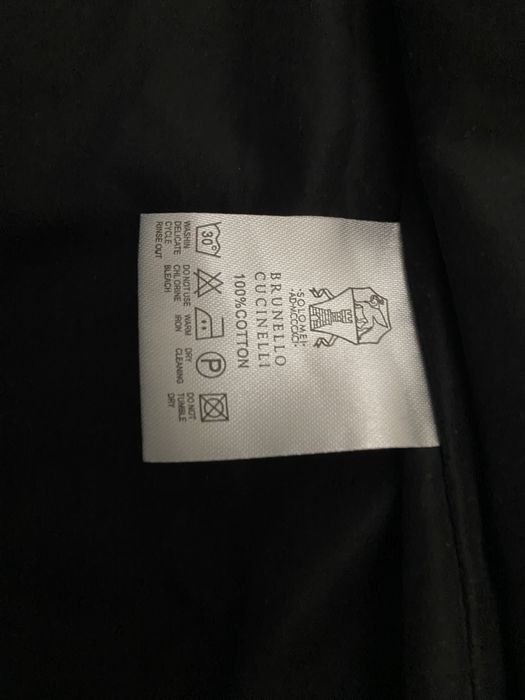 ·SOLOMEI·
·AD·MCCCXCI·
BRUNELLO
CUCINELLI
100%COTTON
30°
P
WASHIN
DELICATE
CYCLE
RINSE OUT
DO NOT USE
CHLORINE
BLEACH
WARM
IRON
DRY
CLEANING
DO NOT
TUMBLE
DRY